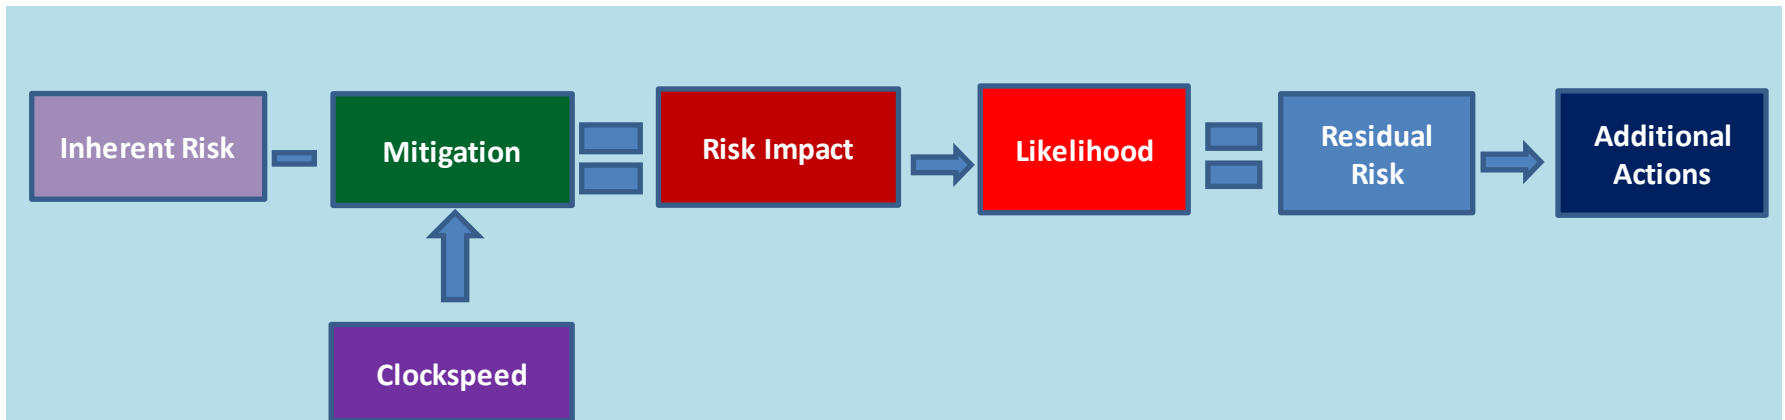 Inherent Risk
Mitigation
Risk Impact
Likelihood
Residual
Risk
Additional
Actions
Clockspeed